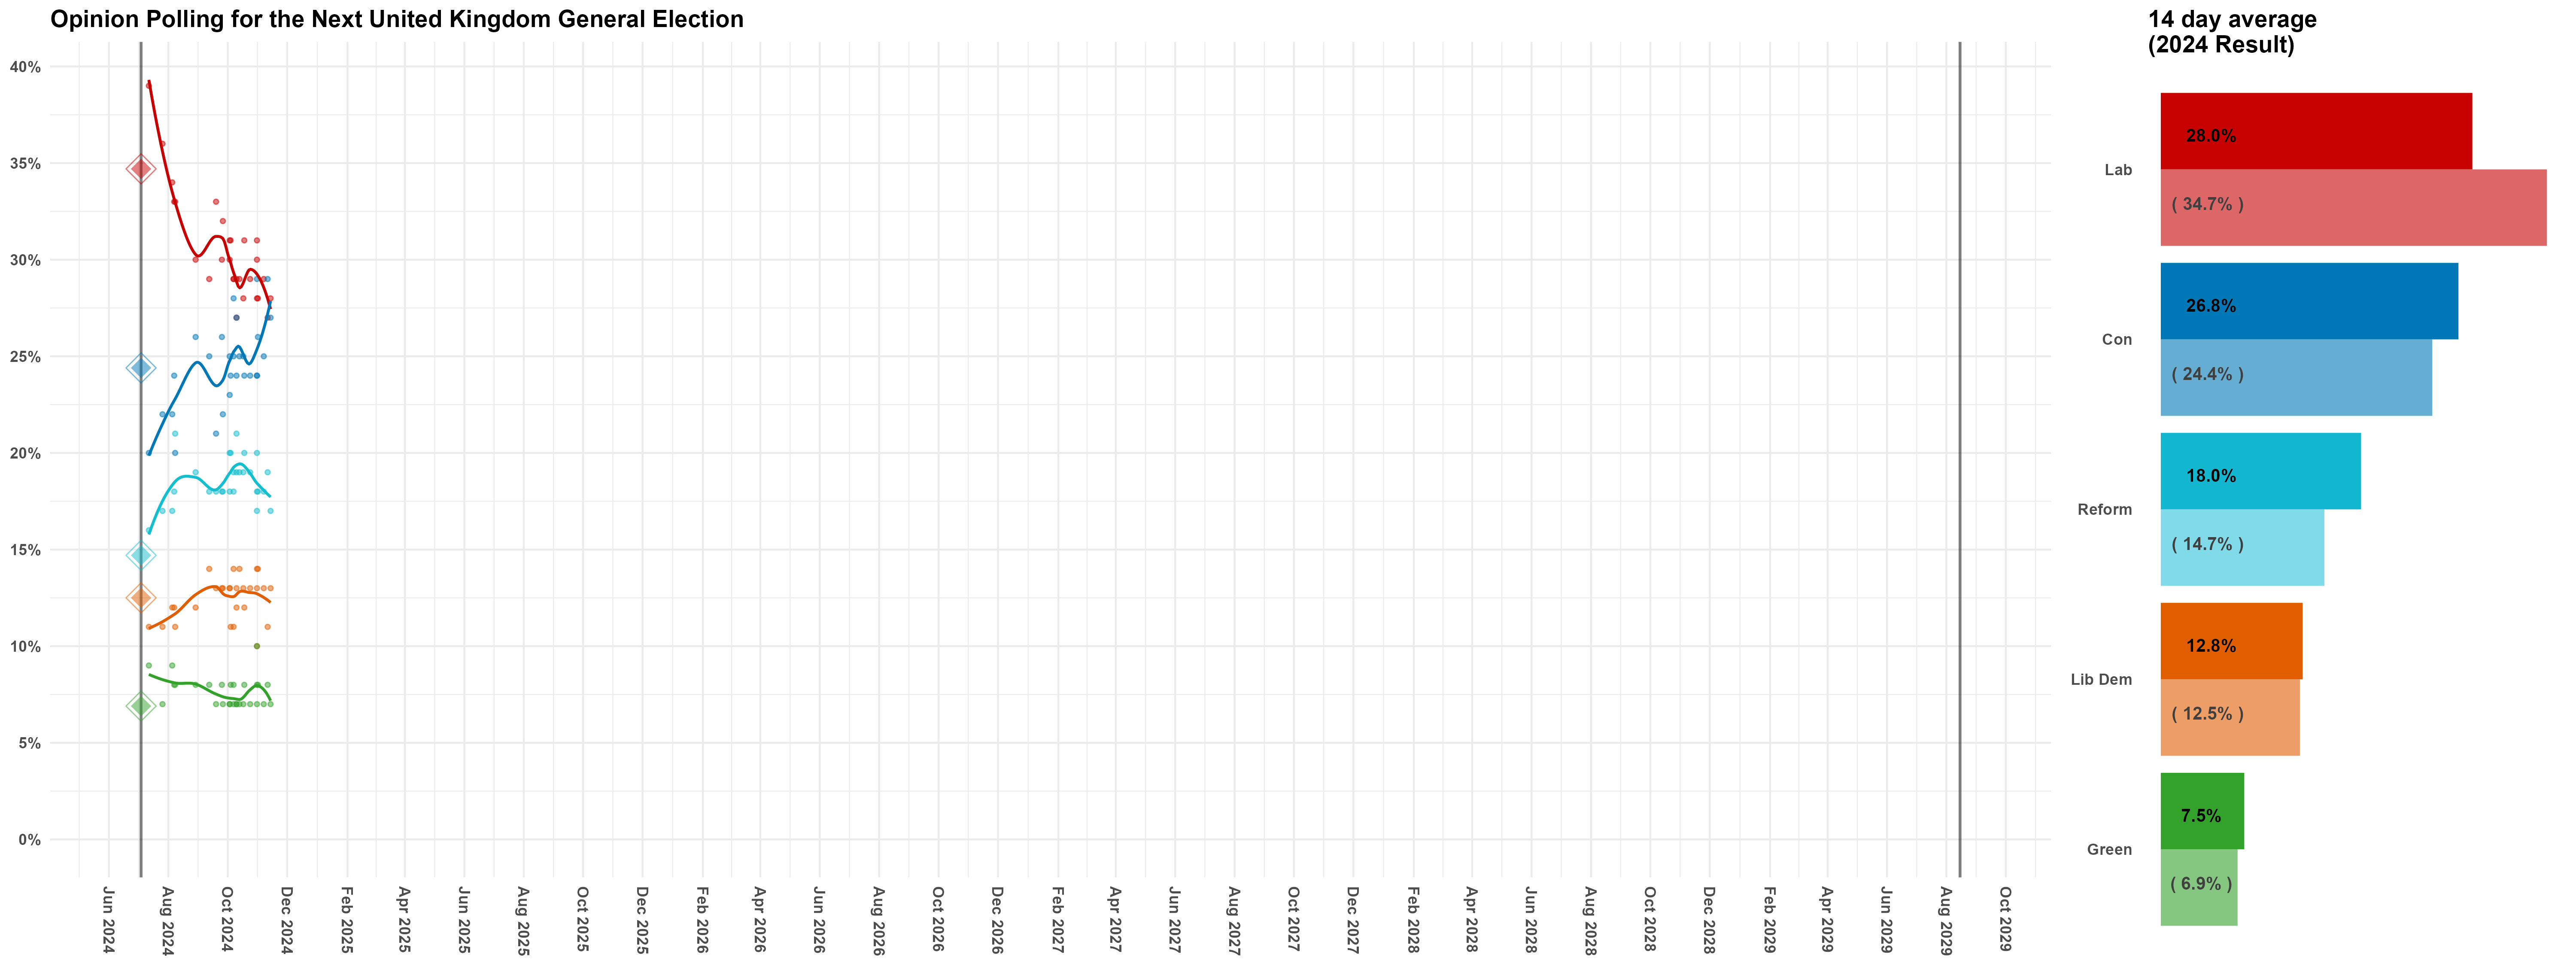 Opinion Polling for the Next United Kingdom General Election
40%
35%
30%
25%
20%
15%
10%
5%
0%
Jun 2024
Aug 2024
Oct 2024
Dec 2024
Feb 2025
Apr 2025
Jun 2025
Aug 2025
Oct 2025
Dec 2025
Feb 2026
Apr 2026
Jun 2026
Aug 2026
Oct 2026
Dec 2026
Feb 2027
Apr 2027
Jun 2027
Aug 2027
Oct 2027
Dec 2027
Feb 2028
Apr 2028
Jun 2028
Aug 2028
Oct 2028
Dec 2028
Feb 2029
Apr 2029
Jun 2029
Aug 2029
Oct 2029
14 day average
(2024 Result)
Lab
28.0%
( 34.7% )
Con
26.8%
( 24.4% )
Reform
18.0%
( 14.7% )
Lib Dem
12.8%
( 12.5% )
Green
7.5%
( 6.9% )